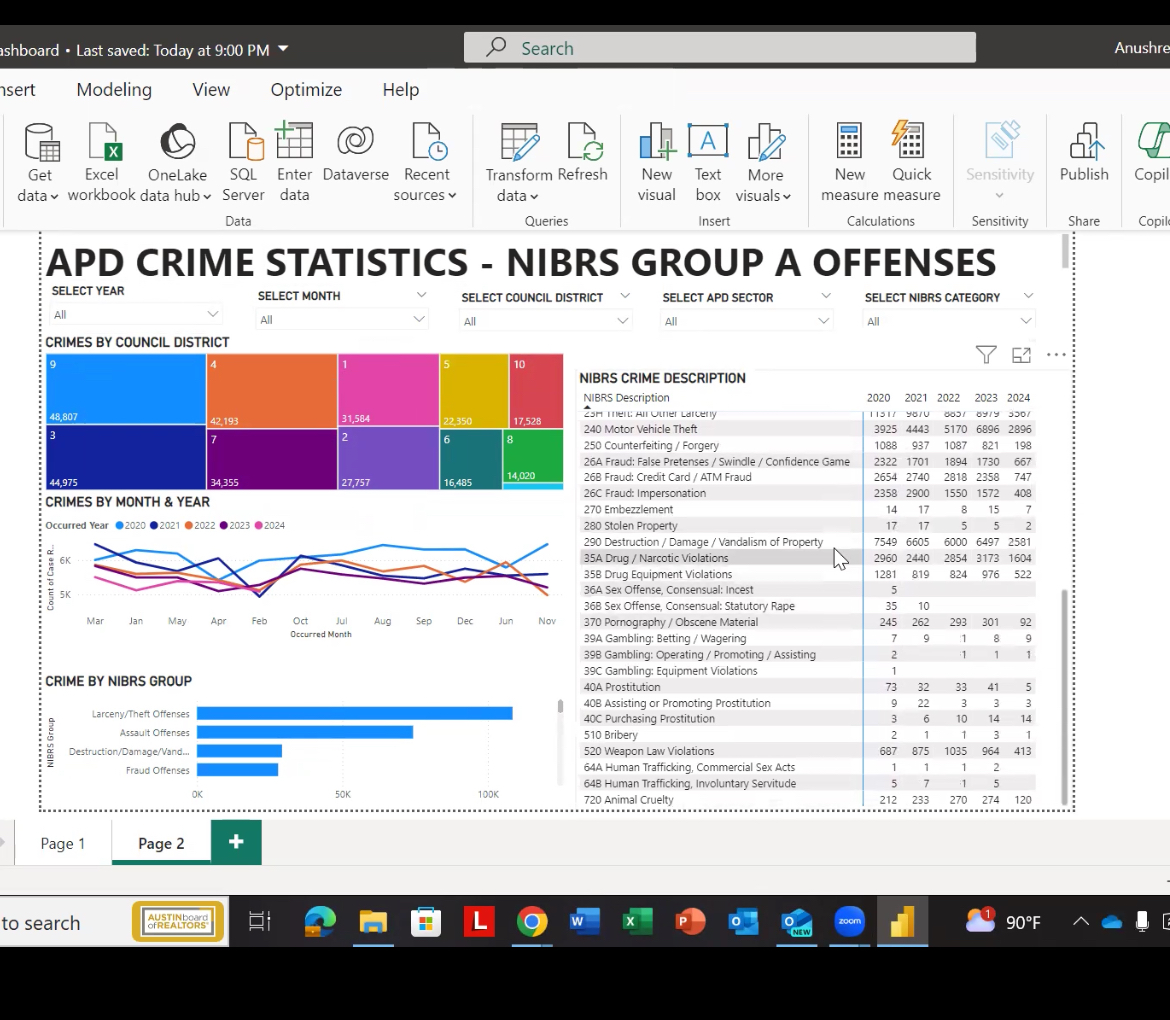 ashboard • Last saved: Today at 9:00 PM
Search
Anushre
nsert Modeling View Optimize Help
Get data
Excel workbook
OneLake data hub
SQL Server
Enter data
Dataverse
Recent sources
Transform data
Refresh
New visual
Text box
More visuals
New measure
Quick measure
Sensitivity
Publish
Copil
Data Queries Insert Calculations Sensitivity Share Copilo
APD CRIME STATISTICS - NIBRS GROUP A OFFENSES
SELECT YEAR
All
SELECT MONTH
All
SELECT COUNCIL DISTRICT
All
SELECT APD SECTOR
All
SELECT NIBRS CATEGORY
All
CRIMES BY COUNCIL DISTRICT
9
48,807
4
42,193
1
31,584
5
22,350
10
17,528
3
44,975
7
34,355
2
27,757
6
16,485
8
14,020
CRIMES BY MONTH & YEAR
Occurred Year 2020 2021 2022 2023 2024
Count of Case R..
6K
5K
Mar Jan May Apr Feb Oct Jul Aug Sep Dec Jun Nov
Occurred Month
CRIME BY NIBRS GROUP
NIBRS Group
Larceny/Theft Offenses
Assault Offenses
Destruction/Damage/Vand...
Fraud Offenses
0K 50K 100K
NIBRS CRIME DESCRIPTION
NIBRS Description 2020 2021 2022 2023 2024
23H Theft: All Other Larceny 11317 9870 8857 8979 3567
240 Motor Vehicle Theft 3925 4443 5170 6896 2896
250 Counterfeiting / Forgery 1088 937 1087 821 198
26A Fraud: False Pretenses / Swindle / Confidence Game 2322 1701 1894 1730 667
26B Fraud: Credit Card / ATM Fraud 2654 2740 2818 2358 747
26C Fraud: Impersonation 2358 2900 1550 1572 408
270 Embezzlement 14 17 8 15 7
280 Stolen Property 17 17 5 5 2
290 Destruction / Damage / Vandalism of Property 7549 6605 6000 6497 2581
35A Drug / Narcotic Violations 2960 2440 2854 3173 1604
35B Drug Equipment Violations 1281 819 824 976 522
36A Sex Offense, Consensual: Incest 5
36B Sex Offense, Consensual: Statutory Rape 35 10
370 Pornography / Obscene Material 245 262 293 301 92
39A Gambling: Betting / Wagering 7 9 1 8 9
39B Gambling: Operating / Promoting / Assisting 2 1 1 1
39C Gambling: Equipment Violations 1
40A Prostitution 73 32 33 41 5
40B Assisting or Promoting Prostitution 9 22 3 3 3
40C Purchasing Prostitution 3 6 10 14 14
510 Bribery 2 1 1 3 1
520 Weapon Law Violations 687 875 1035 964 413
64A Human Trafficking, Commercial Sex Acts 1 1 1 2
64B Human Trafficking, Involuntary Servitude 5 7 1 5
720 Animal Cruelty 212 233 270 274 120
Page 1 Page 2 +
to search
AUSTINboard
OFREALTORS®
L
W
X
P
O
O
NEW
zoom
1
90°F